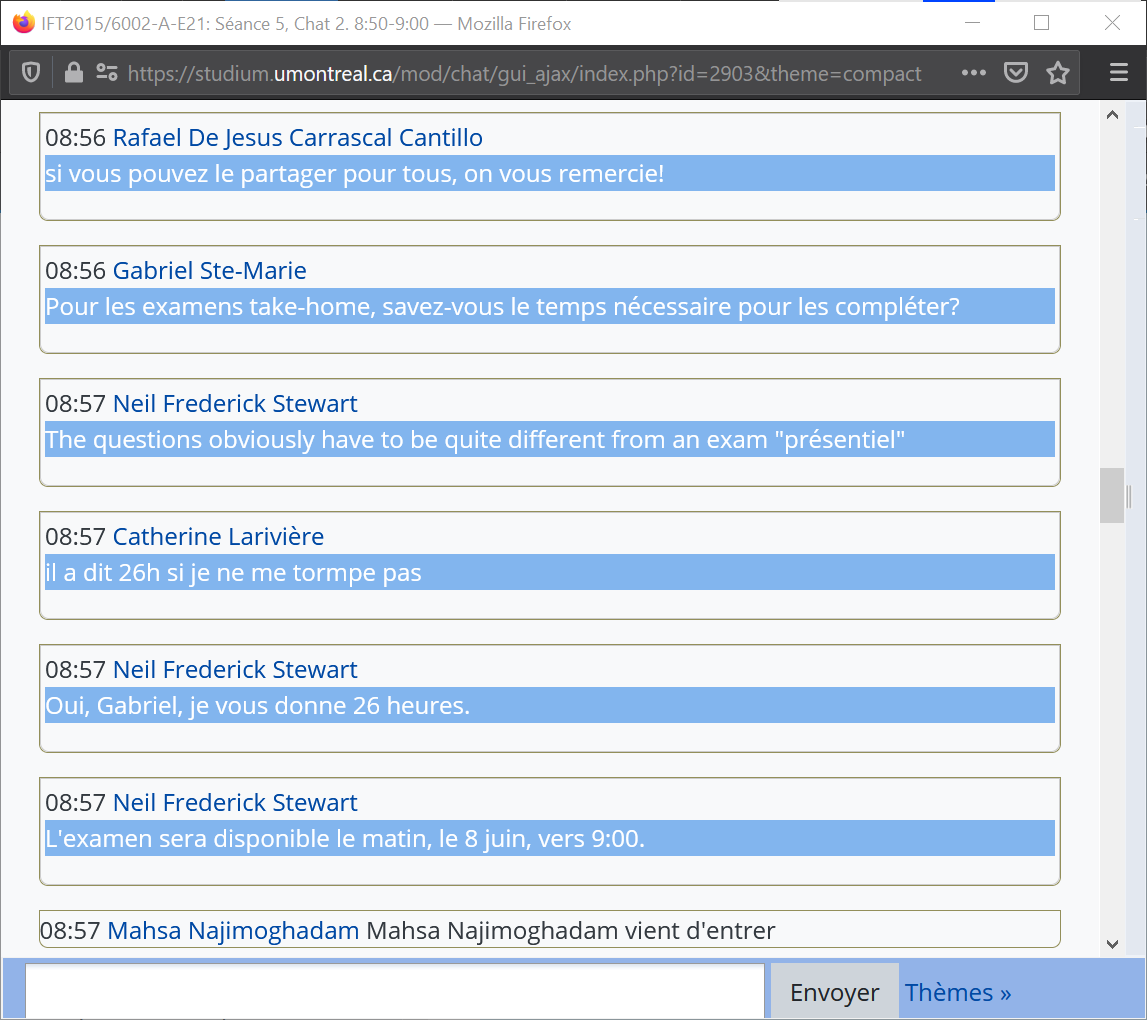 IFT2015/6002-A-E21: Séance 5, Chat 2. 8:50-9:00 — Mozilla Firefox
https://studium.umontreal.ca/mod/chat/gui_ajax/index.php?id=2903&theme=compact
08:56 Rafael De Jesus Carrascal Cantillo
si vous pouvez le partager pour tous, on vous remercie!
08:56 Gabriel Ste-Marie
Pour les examens take-home, savez-vous le temps nécessaire pour les compléter?
08:57 Neil Frederick Stewart
The questions obviously have to be quite different from an exam "présentiel"
08:57 Catherine Larivière
il a dit 26h si je ne me tormpe pas
08:57 Neil Frederick Stewart
Oui, Gabriel, je vous donne 26 heures.
08:57 Neil Frederick Stewart
L'examen sera disponible le matin, le 8 juin, vers 9:00.
08:57 Mahsa Najimoghadam Mahsa Najimoghadam vient d'entrer
Envoyer Thèmes »